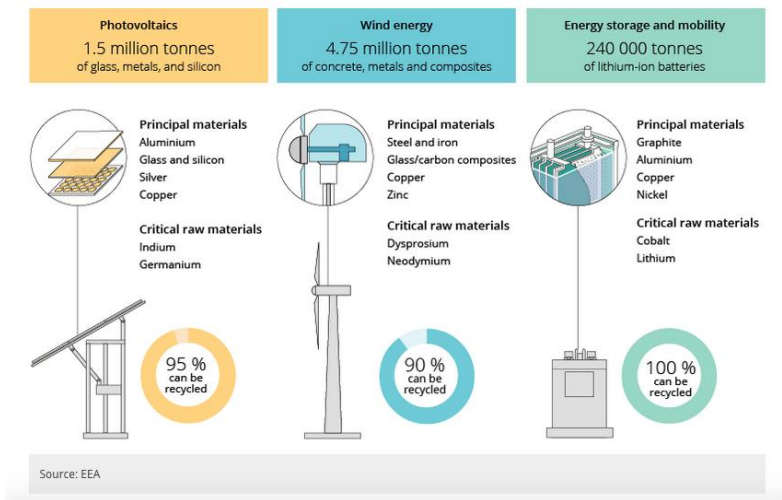 Photovoltaics
1.5 million tonnes
of glass, metals, and silicon
Wind energy
4.75 million tonnes
of concrete, metals and composites
Energy storage and mobility
240 000 tonnes
of lithium-ion batteries
Principal materials
Aluminium
Glass and silicon
Silver
Copper
Critical raw materials
Indium
Germanium
Principal materials
Steel and iron
Glass/carbon composites
Copper
Zinc
Critical raw materials
Dysprosium
Neodymium
Principal materials
Graphite
Aluminium
Copper
Nickel
Critical raw materials
Cobalt
Lithium
95 %
can be
recycled
90 %
can be
recycled
100 %
can be
recycled
Source: EEA